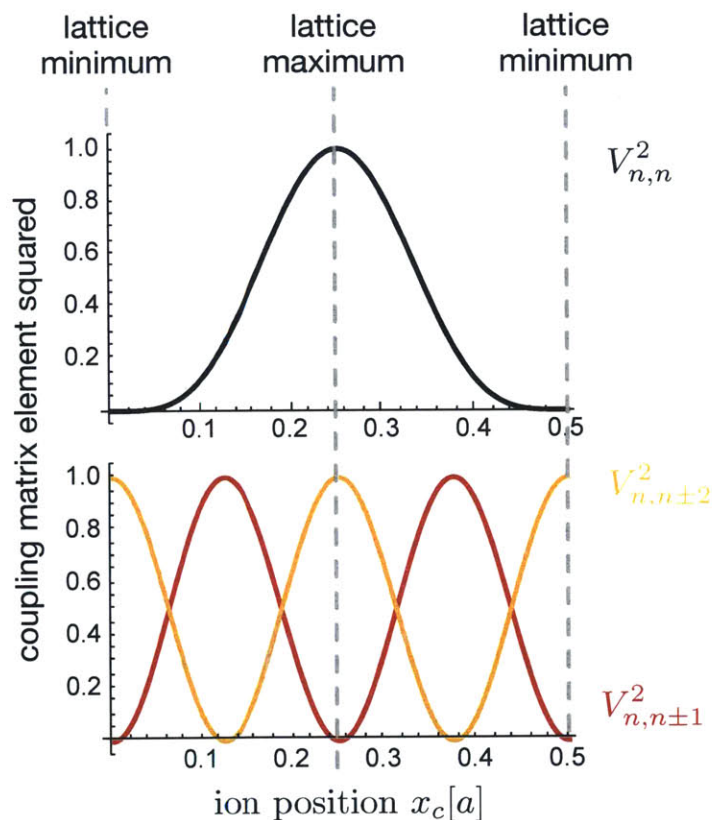 lattice
minimum
lattice
maximum
lattice
minimum
coupling matrix element squared
1.0
0.8
0.6
0.4
0.2
0.1
0.2
0.3
0.4
0.5
V²ₙ,ₙ
1.0
0.8
0.6
0.4
0.2
0.1
0.2
0.3
0.4
0.5
V²ₙ,ₙ±₂
V²ₙ,ₙ±₁
ion position x_c[a]